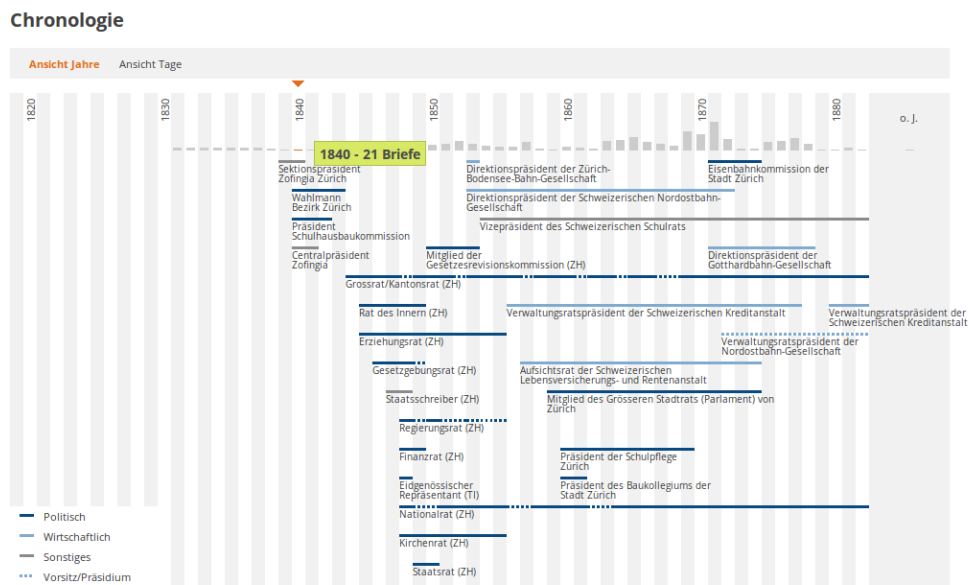 Chronologie
Ansicht Jahre Ansicht Tage
1820 1830 1840 1850 1860 1870 1880 o. J.
1840 - 21 Briefe
Sektionspräsident
Zofingia Zürich
Direktionspräsident der Zürich-
Bodensee-Bahn-Gesellschaft
Eisenbahnkommission der
Stadt Zürich
Wahlmann
Bezirk Zürich
Direktionspräsident der Schweizerischen Nordostbahn-
Gesellschaft
Präsident
Schulhausbaukommission
Vizepräsident des Schweizerischen Schulrats
Centralpräsident
Zofingia
Mitglied der
Gesetzesrevisionskommission (ZH)
Direktionspräsident der
Gotthardbahn-Gesellschaft
Grossrat/Kantonsrat (ZH)
Rat des Innern (ZH)
Verwaltungsratspräsident der Schweizerischen Kreditanstalt
Verwaltungsratspräsident der
Schweizerischen Kreditanstalt
Erziehungsrat (ZH)
Verwaltungsratspräsident der
Nordostbahn-Gesellschaft
Gesetzgebungsrat (ZH)
Aufsichtsrat der Schweizerischen
Lebensversicherungs- und Rentenanstalt
Staatsschreiber (ZH)
Mitglied des Grösseren Stadtrats (Parlament) von
Zürich
Regierungsrat (ZH)
Finanzrat (ZH)
Präsident der Schulpflege
Zürich
Eidgenössischer
Repräsentant (TI)
Präsident des Baukollegiums der
Stadt Zürich
Nationalrat (ZH)
Kirchenrat (ZH)
Staatsrat (ZH)
Politisch
Wirtschaftlich
Sonstiges
Vorsitz/Präsidium